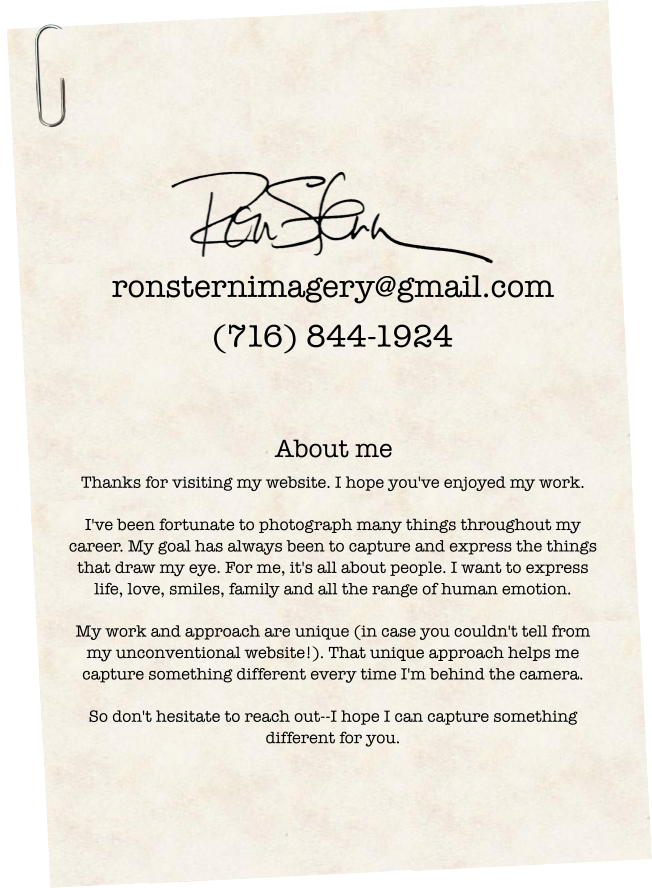 Ron Stern
ronsternimagery@gmail.com
(716) 844-1924
About me
Thanks for visiting my website. I hope you've enjoyed my work.
I've been fortunate to photograph many things throughout my
career. My goal has always been to capture and express the things
that draw my eye. For me, it's all about people. I want to express
life, love, smiles, family and all the range of human emotion.
My work and approach are unique (in case you couldn't tell from
my unconventional website!). That unique approach helps me
capture something different every time I'm behind the camera.
So don't hesitate to reach out--I hope I can capture something
different for you.